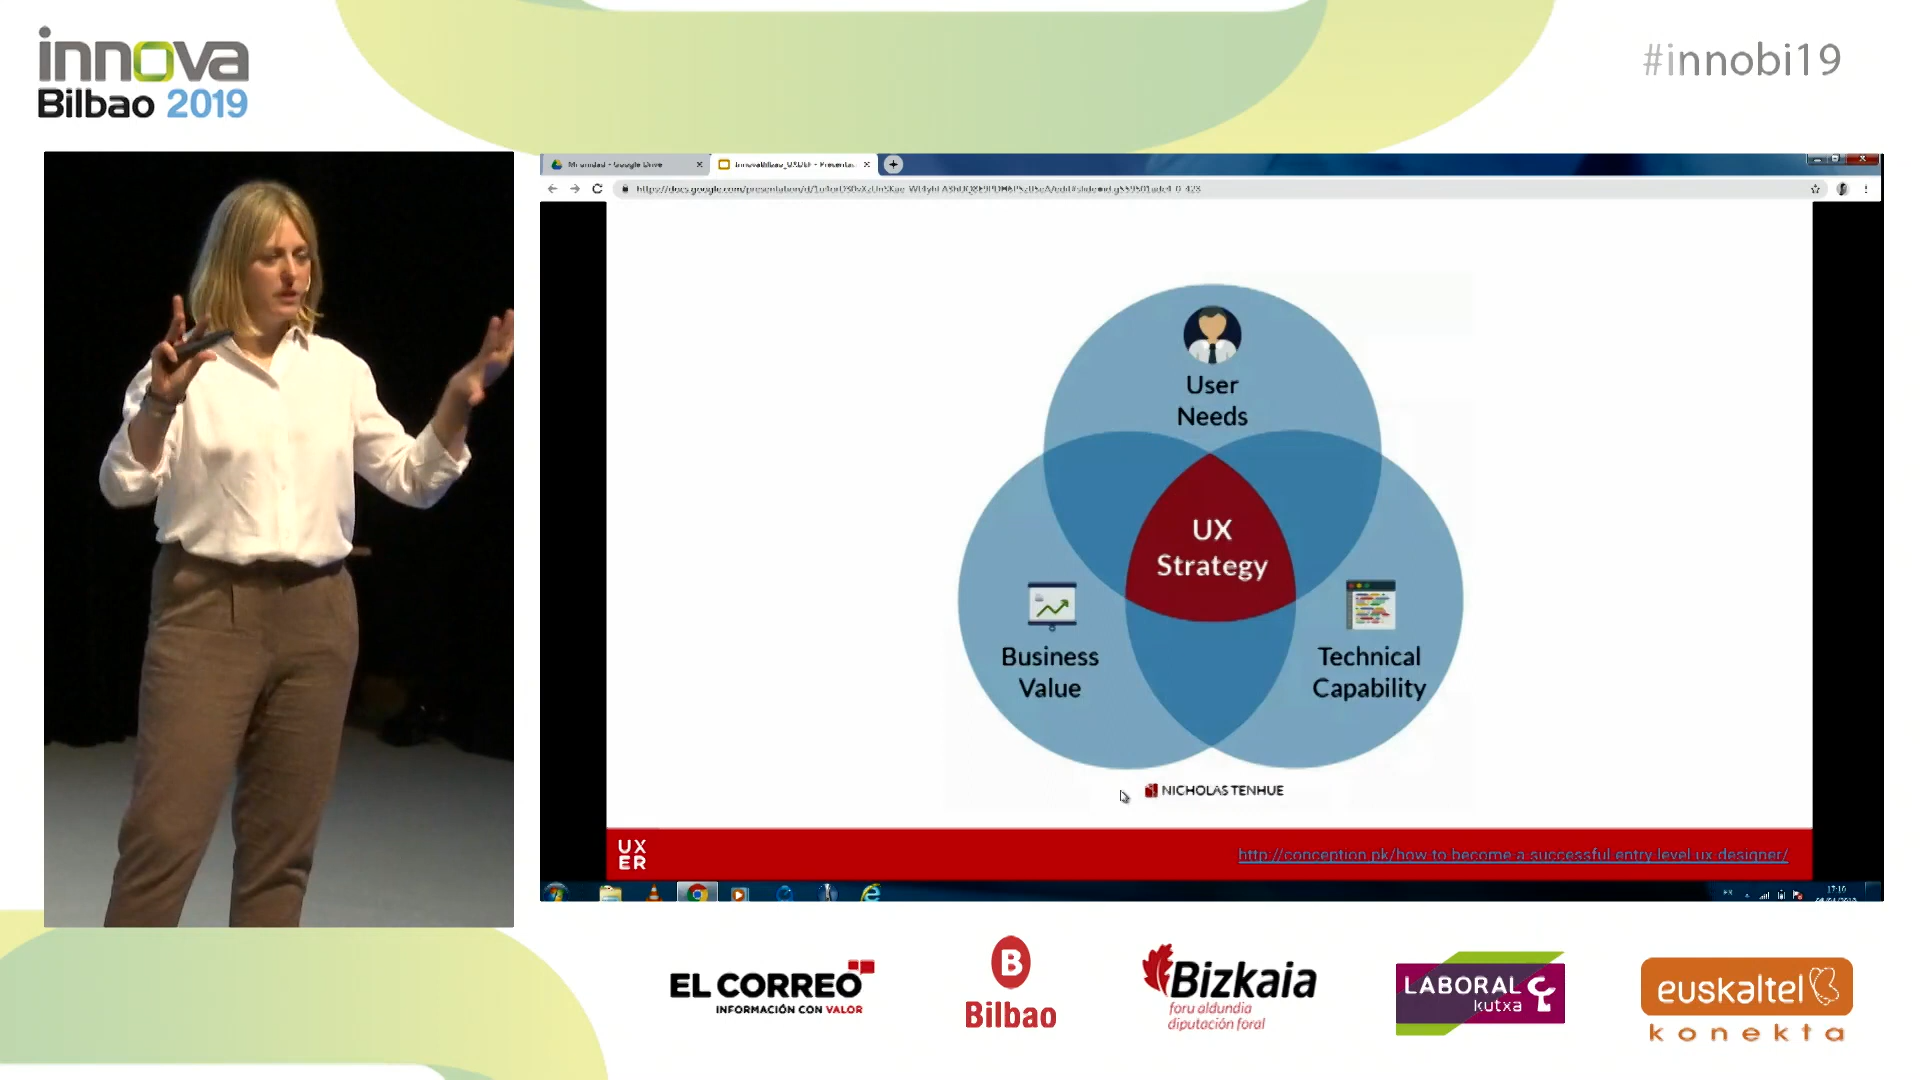 innova
Bilbao 2019
#innobi19
User
Needs
UX
Strategy
Business
Value
Technical
Capability
NICHOLAS TENHUE
UX
ER
http://conception.pk/how-to-become-a-successful-entry-level-ux-designer/
17:10
EL CORREO
INFORMACIÓN CON VALOR
B
Bilbao
Bizkaia
foru aldundia
diputación foral
LABORAL
kutxa
euskaltel
konekta